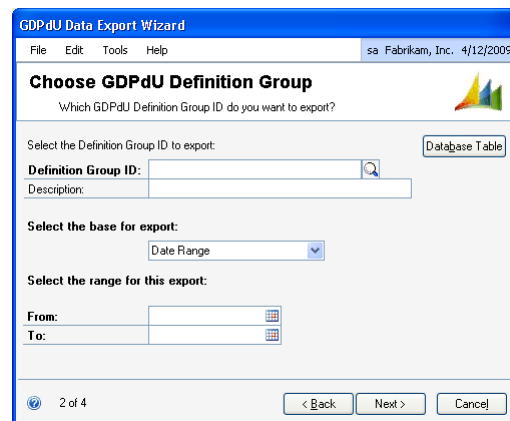 GDPdU Data Export Wizard
File Edit Tools Help sa Fabrikam, Inc. 4/12/2009
Choose GDPdU Definition Group
Which GDPdU Definition Group ID do you want to export?
Select the Definition Group ID to export: Database Table
Definition Group ID:
Description:
Select the base for export:
Date Range
Select the range for this export:
From:
To:
2 of 4 < Back Next > Cancel